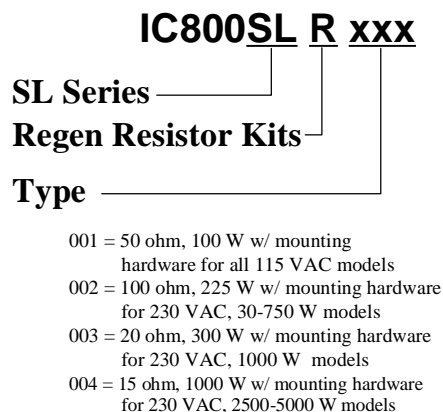 IC800SL R xxx
SL Series
Regen Resistor Kits
Type
001 = 50 ohm, 100 W w/ mounting
hardware for all 115 VAC models
002 = 100 ohm, 225 W w/ mounting hardware
for 230 VAC, 30-750 W models
003 = 20 ohm, 300 W w/ mounting hardware
for 230 VAC, 1000 W models
004 = 15 ohm, 1000 W w/ mounting hardware
for 230 VAC, 2500-5000 W models